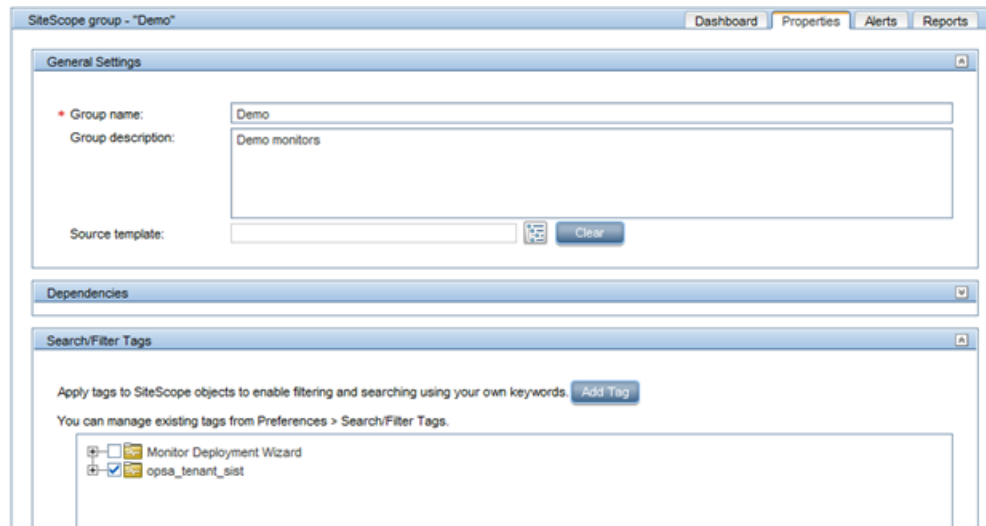 SiteScope group - "Demo"
Dashboard Properties Alerts Reports
General Settings
* Group name: Demo
Group description: Demo monitors
Source template: Clear
Dependencies
Search/Filter Tags
Apply tags to SiteScope objects to enable filtering and searching using your own keywords. Add Tag
You can manage existing tags from Preferences > Search/Filter Tags.
Monitor Deployment Wizard
opsa_tenant_sist